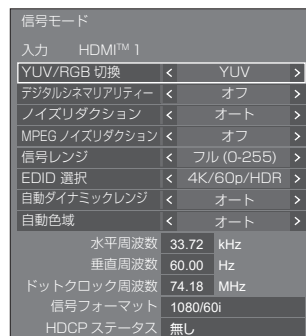 信号モード
入力 HDMI™ 1
YUV/RGB 切換 < YUV >
デジタルシネマリアリティー < オフ >
ノイズリダクション < オート >
MPEG ノイズリダクション < オフ >
信号レンジ < フル (0-255) >
EDID 選択 < 4K/60p/HDR >
自動ダイナミックレンジ < オート >
自動色域 < オート >
水平周波数 33.72 kHz
垂直周波数 60.00 Hz
ドットクロック周波数 74.18 MHz
信号フォーマット 1080/60i
HDCP ステータス 無し